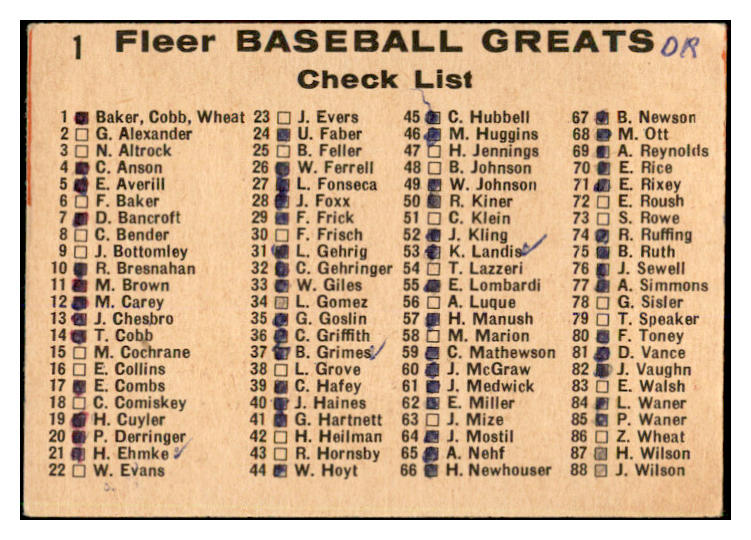 1 Fleer BASEBALL GREATS DR
Check List
1 Baker, Cobb, Wheat
2 G. Alexander
3 N. Altrock
4 C. Anson
5 E. Averill
6 F. Baker
7 D. Bancroft
8 C. Bender
9 J. Bottomley
10 R. Bresnahan
11 M. Brown
12 M. Carey
13 J. Chesbro
14 T. Cobb
15 M. Cochrane
16 E. Collins
17 E. Combs
18 C. Comiskey
19 H. Cuyler
20 P. Derringer
21 H. Ehmke
22 W. Evans
23 J. Evers
24 U. Faber
25 B. Feller
26 W. Ferrell
27 L. Fonseca
28 J. Foxx
29 F. Frick
30 F. Frisch
31 L. Gehrig
32 C. Gehringer
33 W. Giles
34 L. Gomez
35 G. Goslin
36 C. Griffith
37 B. Grimes
38 L. Grove
39 C. Hafey
40 J. Haines
41 G. Hartnett
42 H. Heilman
43 R. Hornsby
44 W. Hoyt
45 C. Hubbell
46 M. Huggins
47 H. Jennings
48 B. Johnson
49 W. Johnson
50 R. Kiner
51 C. Klein
52 J. Kling
53 K. Landis
54 T. Lazzeri
55 E. Lombardi
56 A. Luque
57 H. Manush
58 M. Marion
59 C. Mathewson
60 J. McGraw
61 J. Medwick
62 E. Miller
63 J. Mize
64 J. Mostil
65 A. Nehf
66 H. Newhouser
67 B. Newson
68 M. Ott
69 A. Reynolds
70 E. Rice
71 E. Rixey
72 E. Roush
73 S. Rowe
74 R. Ruffing
75 B. Ruth
76 J. Sewell
77 A. Simmons
78 G. Sisler
79 T. Speaker
80 F. Toney
81 D. Vance
82 J. Vaughn
83 E. Walsh
84 L. Waner
85 P. Waner
86 Z. Wheat
87 H. Wilson
88 J. Wilson